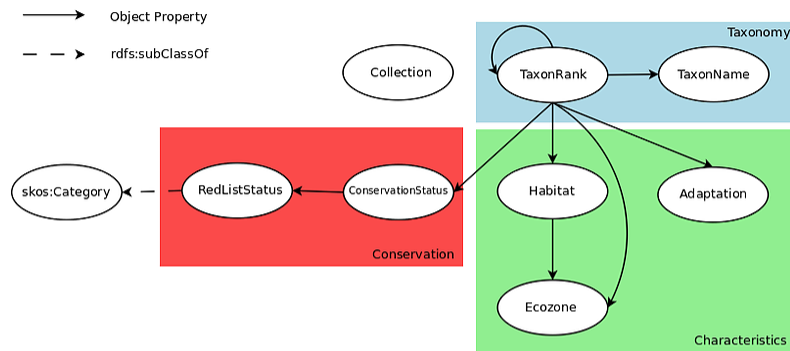 Object Property
rdfs:subClassOf
Taxonomy
Collection
TaxonRank
TaxonName
skos:Category
RedListStatus
ConservationStatus
Habitat
Adaptation
Conservation
Ecozone
Characteristics